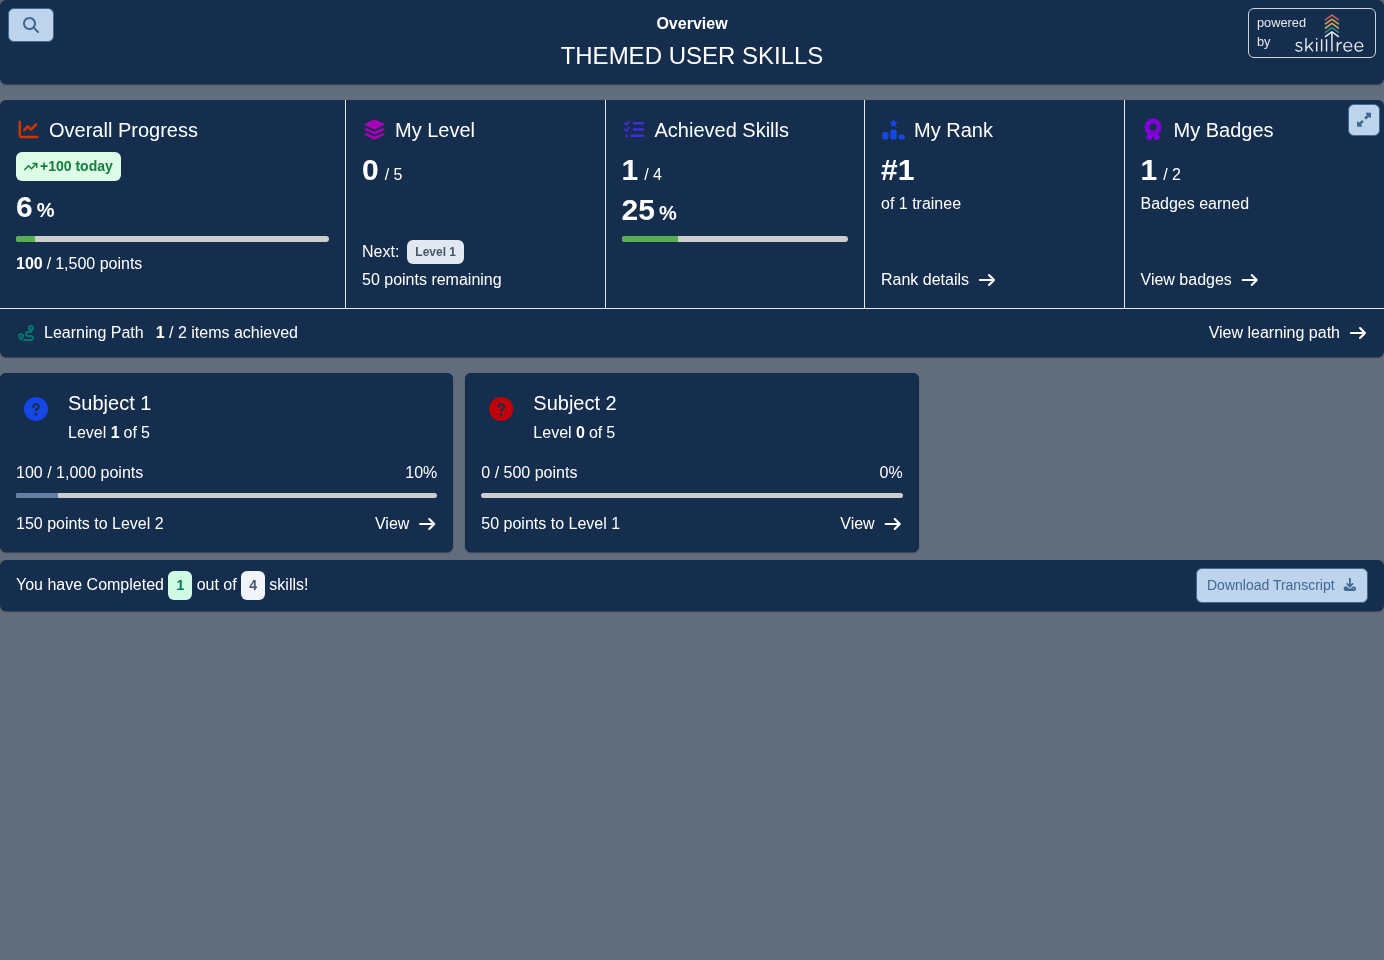 Overview
THEMED USER SKILLS
powered
by
skilltree
Overall Progress
+100 today
6 %
100 / 1,500 points
My Level
0 / 5
Next: Level 1
50 points remaining
Achieved Skills
1 / 4
25 %
My Rank
#1
of 1 trainee
Rank details
My Badges
1 / 2
Badges earned
View badges
Learning Path 1 / 2 items achieved
View learning path
Subject 1
Level 1 of 5
100 / 1,000 points 10%
150 points to Level 2 View
Subject 2
Level 0 of 5
0 / 500 points 0%
50 points to Level 1 View
You have Completed 1 out of 4 skills!
Download Transcript